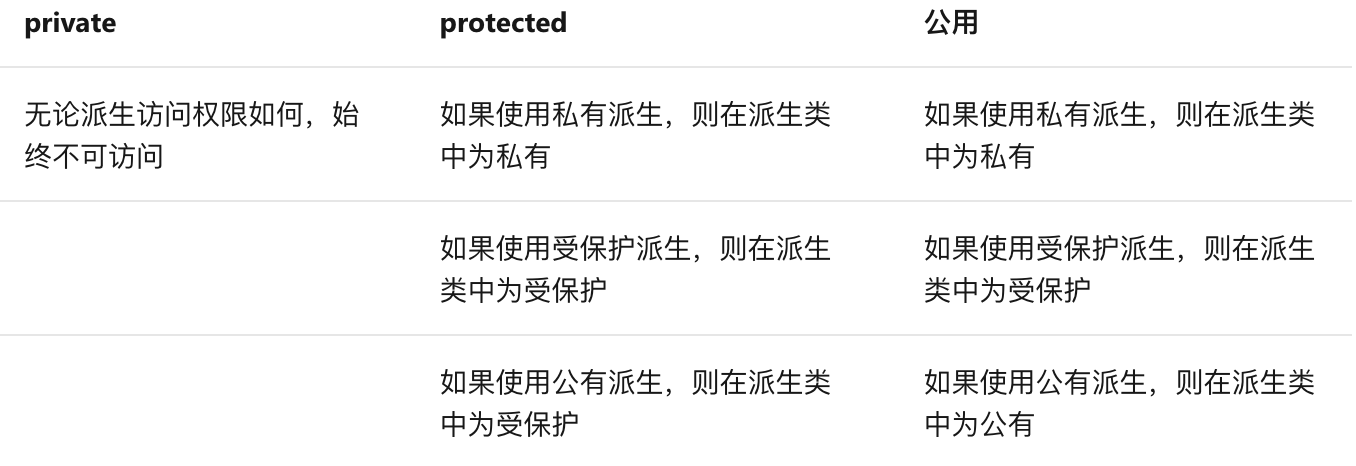 private
protected
公用
无论派生访问权限如何，始
终不可访问
如果使用私有派生，则在派生类
中为私有
如果使用私有派生，则在派生类
中为私有
如果使用受保护派生，则在派生
类中为受保护
如果使用受保护派生，则在派生
类中为受保护
如果使用公有派生，则在派生类
中为受保护
如果使用公有派生，则在派生类
中为公有